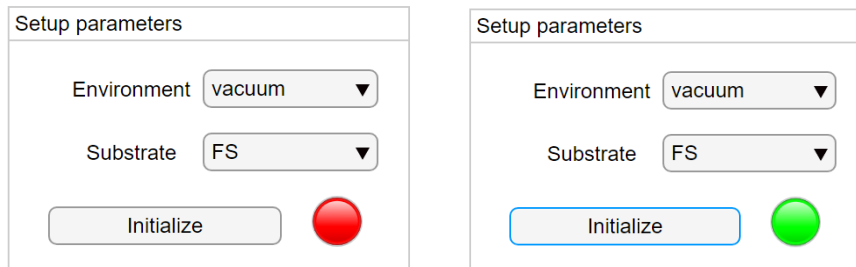 Setup parameters
Environment vacuum
Substrate FS
Initialize
Setup parameters
Environment vacuum
Substrate FS
Initialize